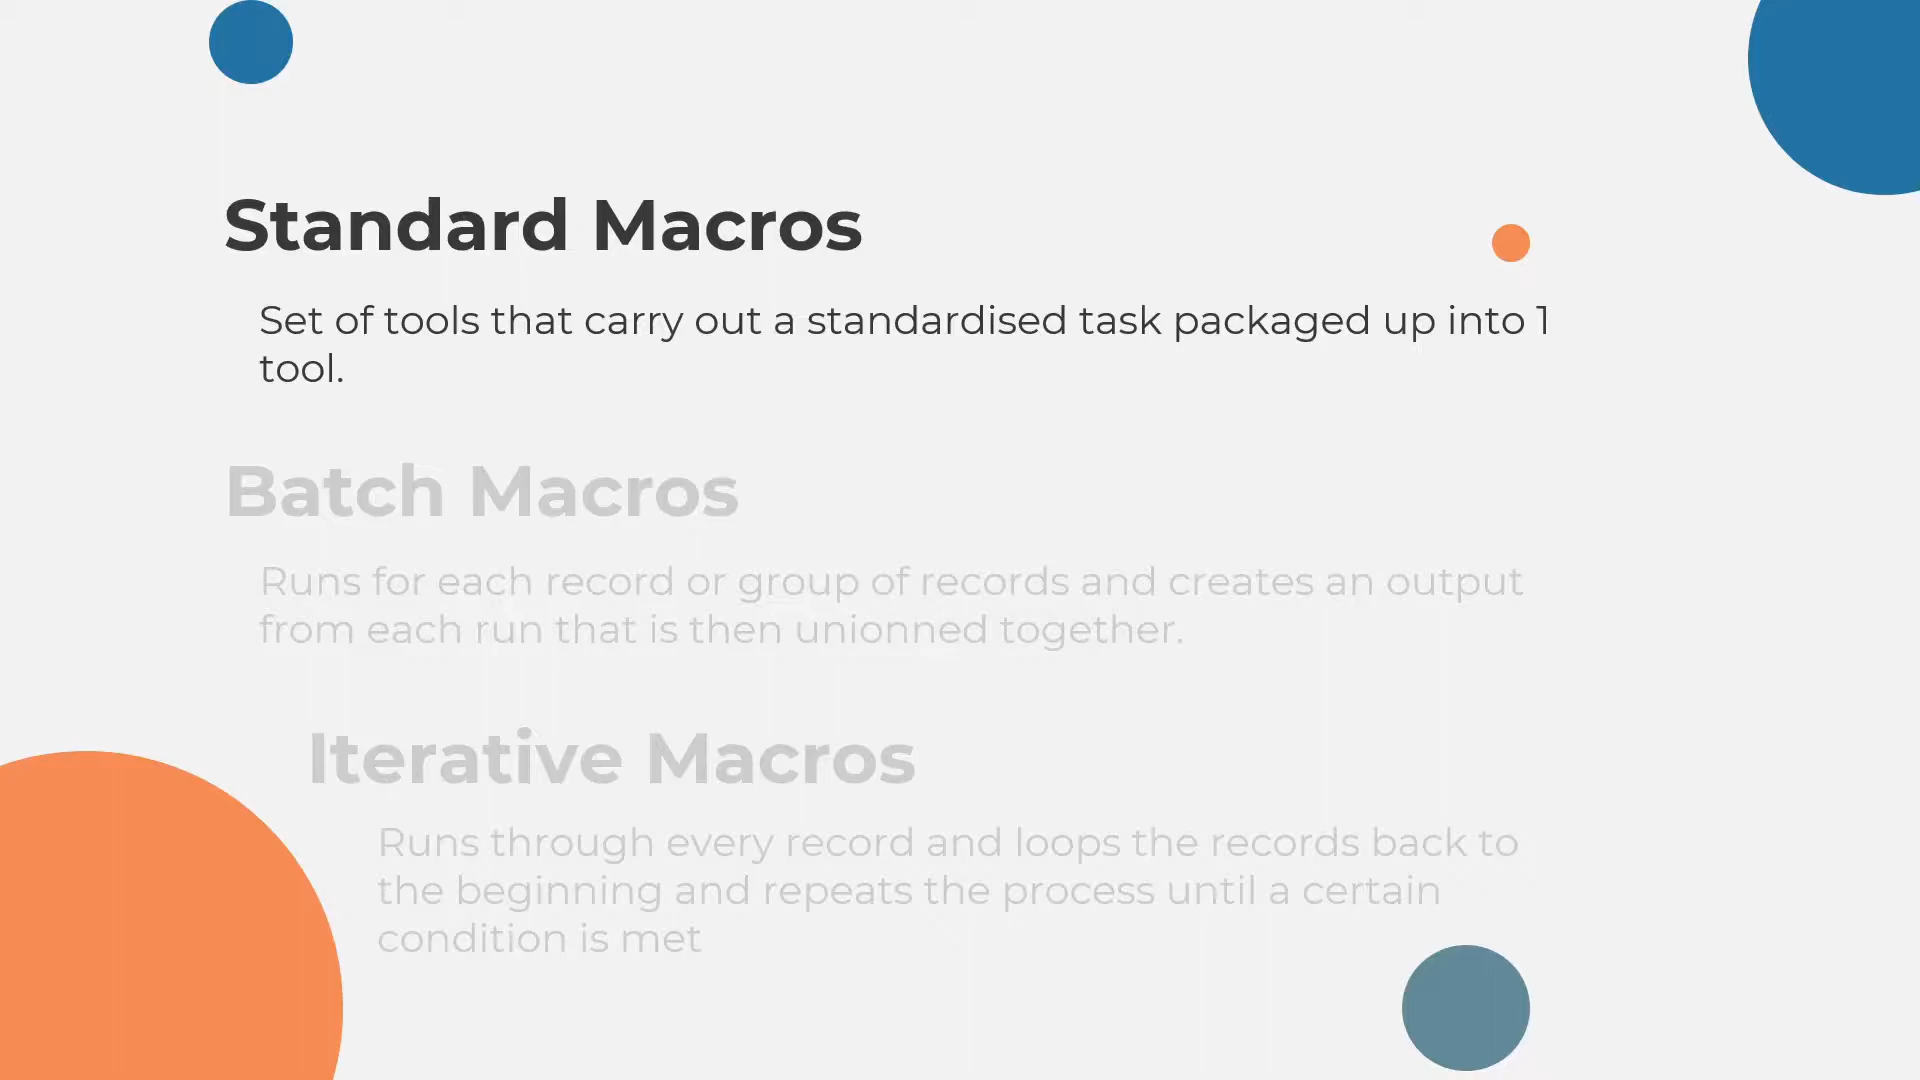 Standard Macros
Set of tools that carry out a standardised task packaged up into 1
tool.
Batch Macros
Runs for each record or group of records and creates an output
from each run that is then unionned together.
Iterative Macros
Runs through every record and loops the records back to
the beginning and repeats the process until a certain
condition is met